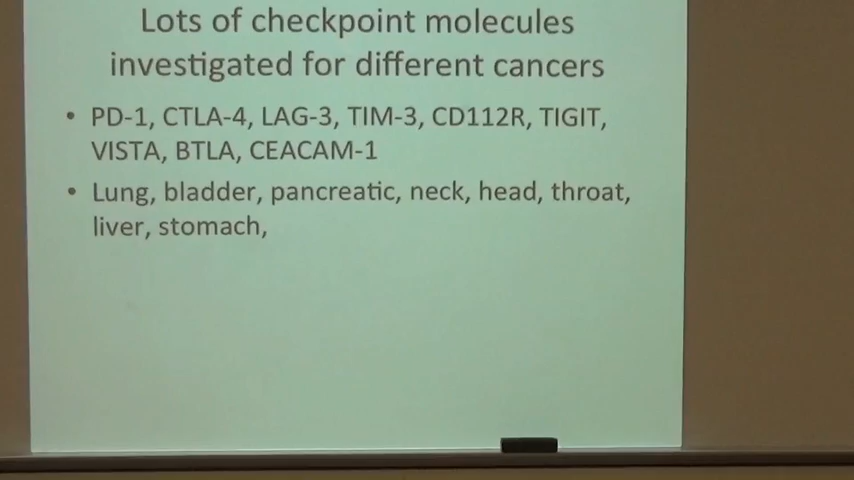 Lots of checkpoint molecules
investigated for different cancers
• PD-1, CTLA-4, LAG-3, TIM-3, CD112R, TIGIT,
VISTA, BTLA, CEACAM-1
• Lung, bladder, pancreatic, neck, head, throat,
liver, stomach,